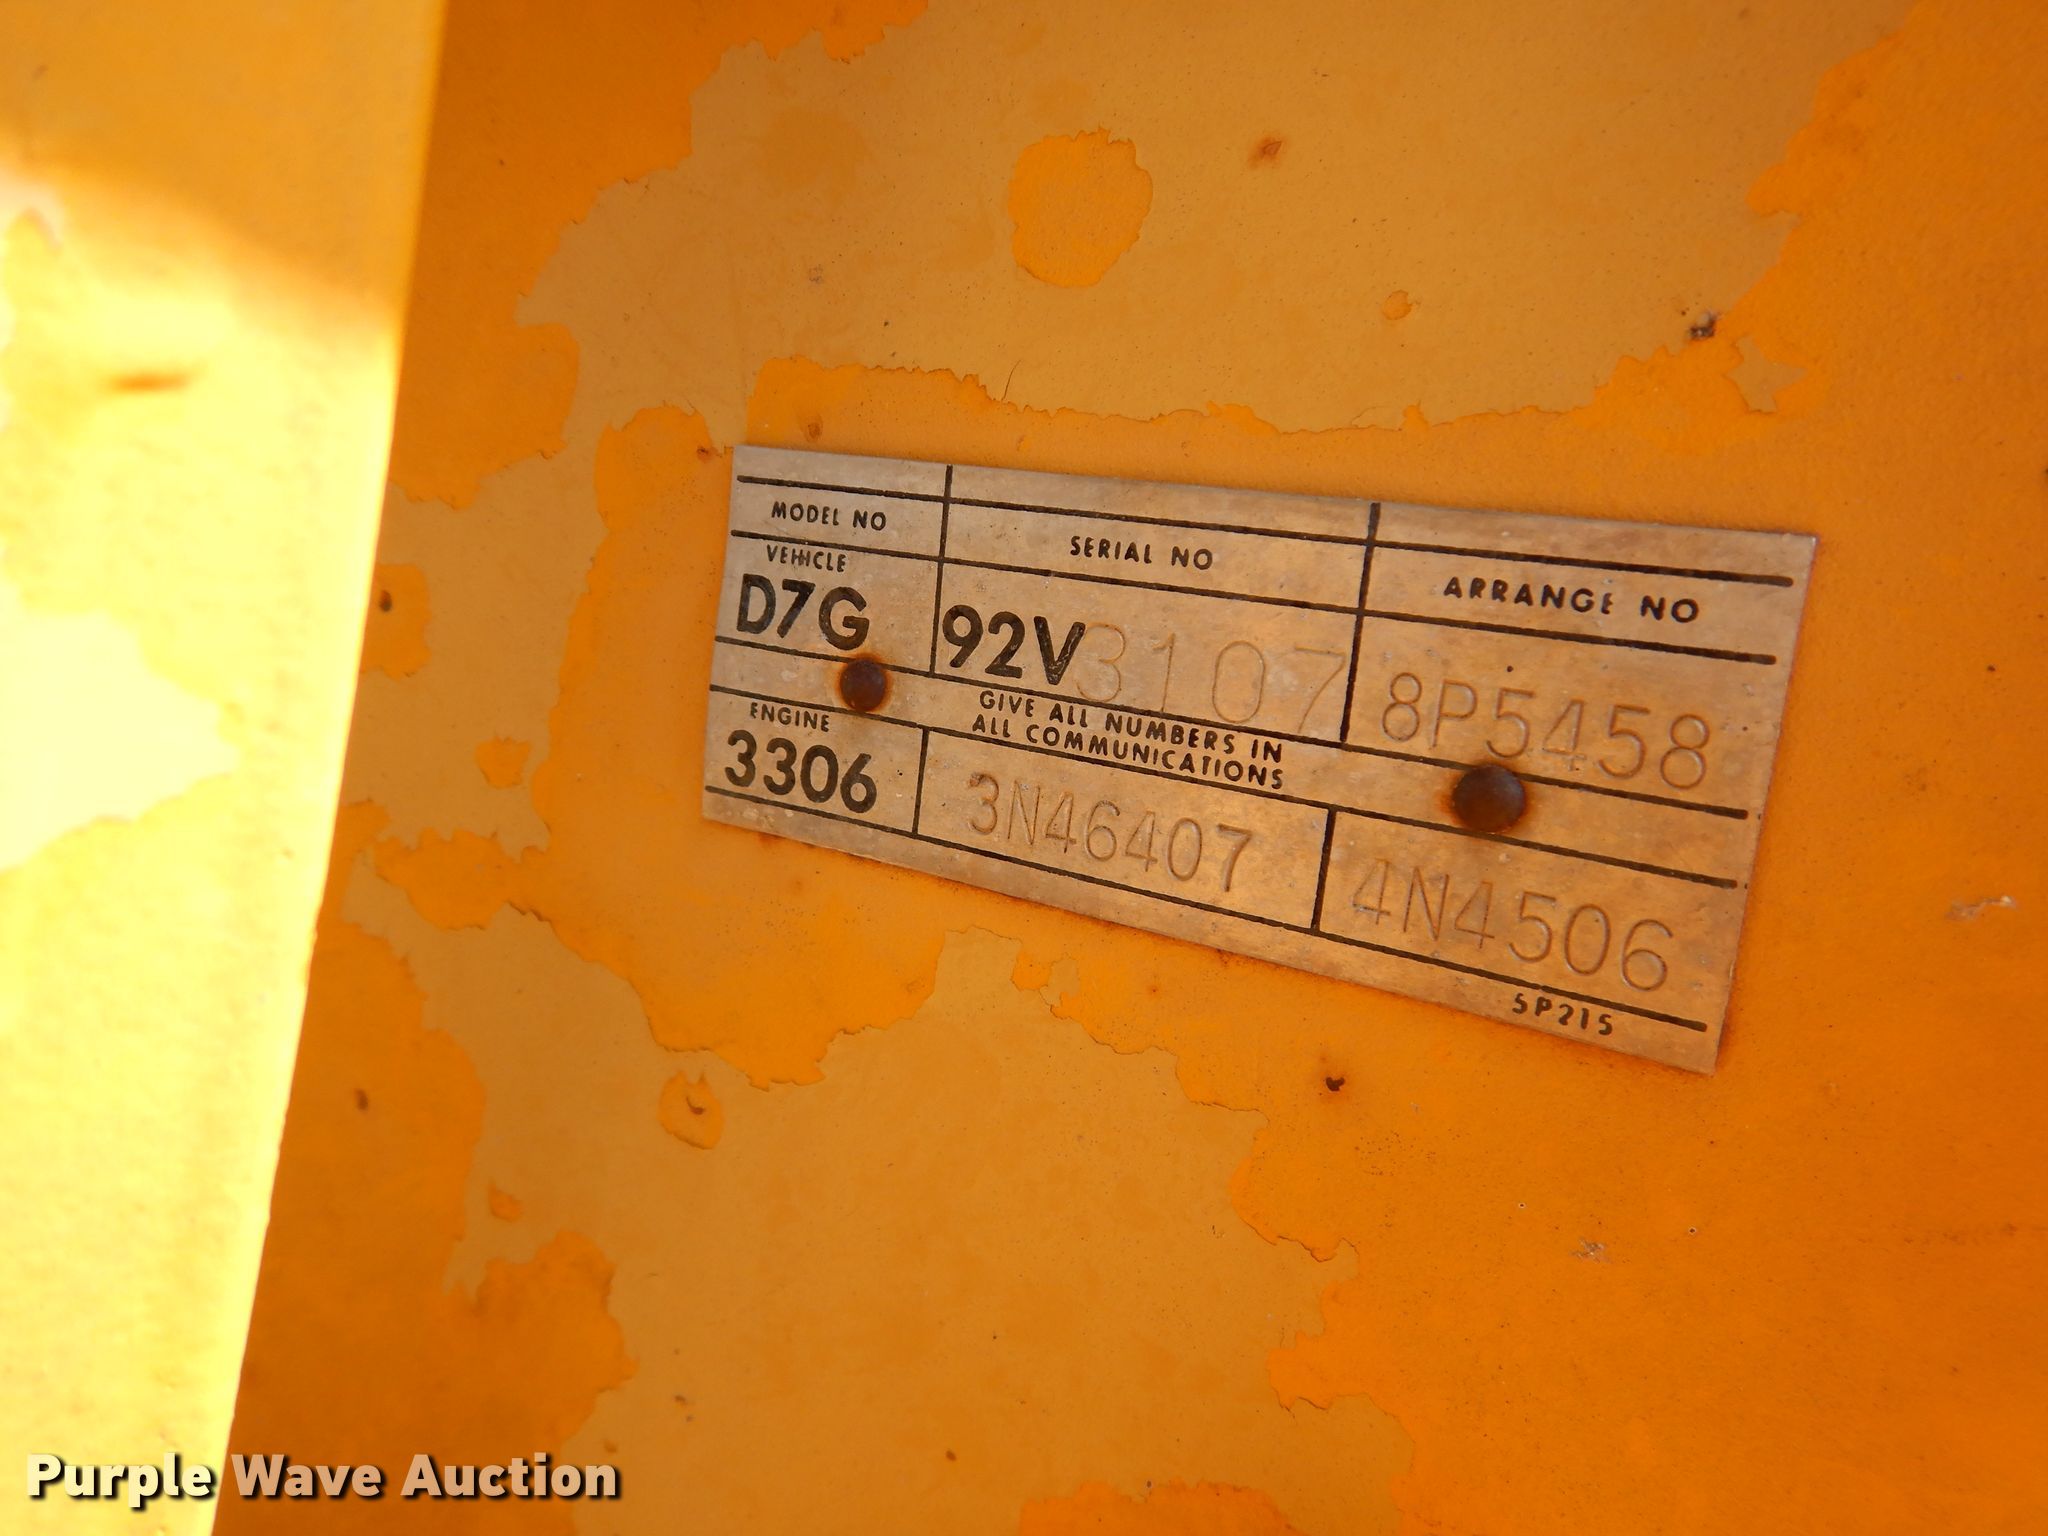 MODEL NO
SERIAL NO
ARRANGE NO
VEHICLE
D7G
92V3107
8P5458
GIVE ALL NUMBERS IN
ALL COMMUNICATIONS
ENGINE
3306
3N46407
4N4506
5P215
Purple Wave Auction